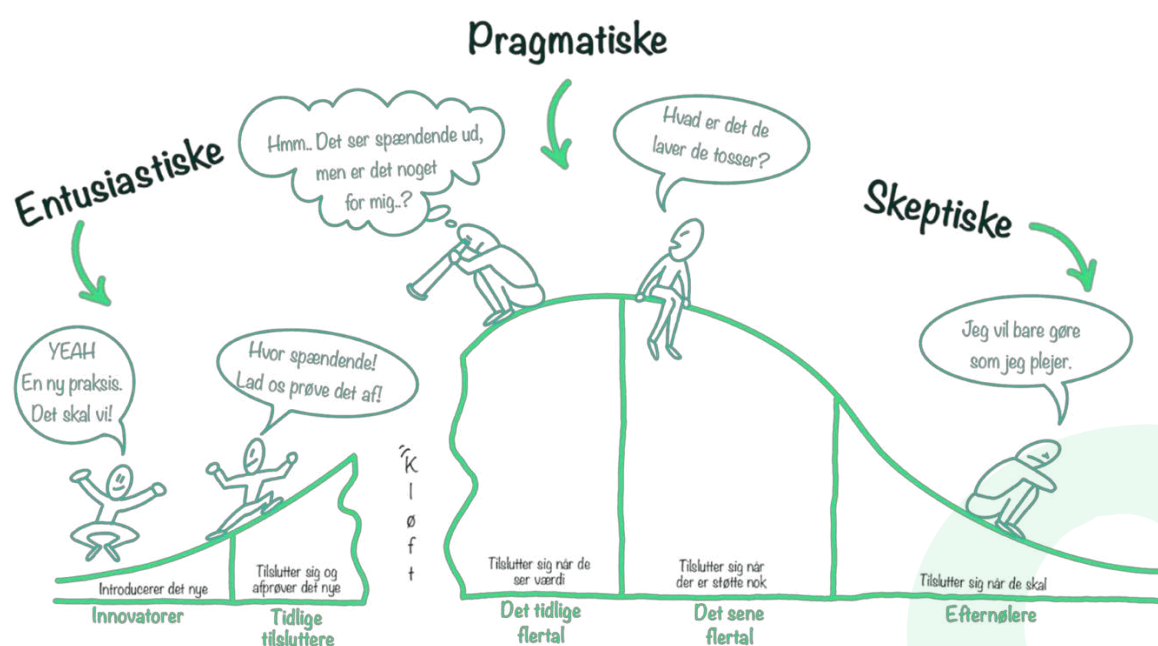 Pragmatiske
Entusiastiske
Skeptiske
Hmm.. Det ser spændende ud,
men er det noget
for mig..?
Hvad er det de
laver de tosser?
YEAH
En ny praksis.
Det skal vi!
Hvor spændende!
Lad os prøve det af!
Jeg vil bare gøre
som jeg plejer.
"Kløft
Introducerer det nye
Innovatorer
Tilslutter sig og
afprøver det nye
Tidlige
tilsluttere
Tilslutter sig når de
ser værdi
Det tidlige
flertal
Tilslutter sig når
der er støtte nok
Det sene
flertal
Tilslutter sig når de skal
Efternølere